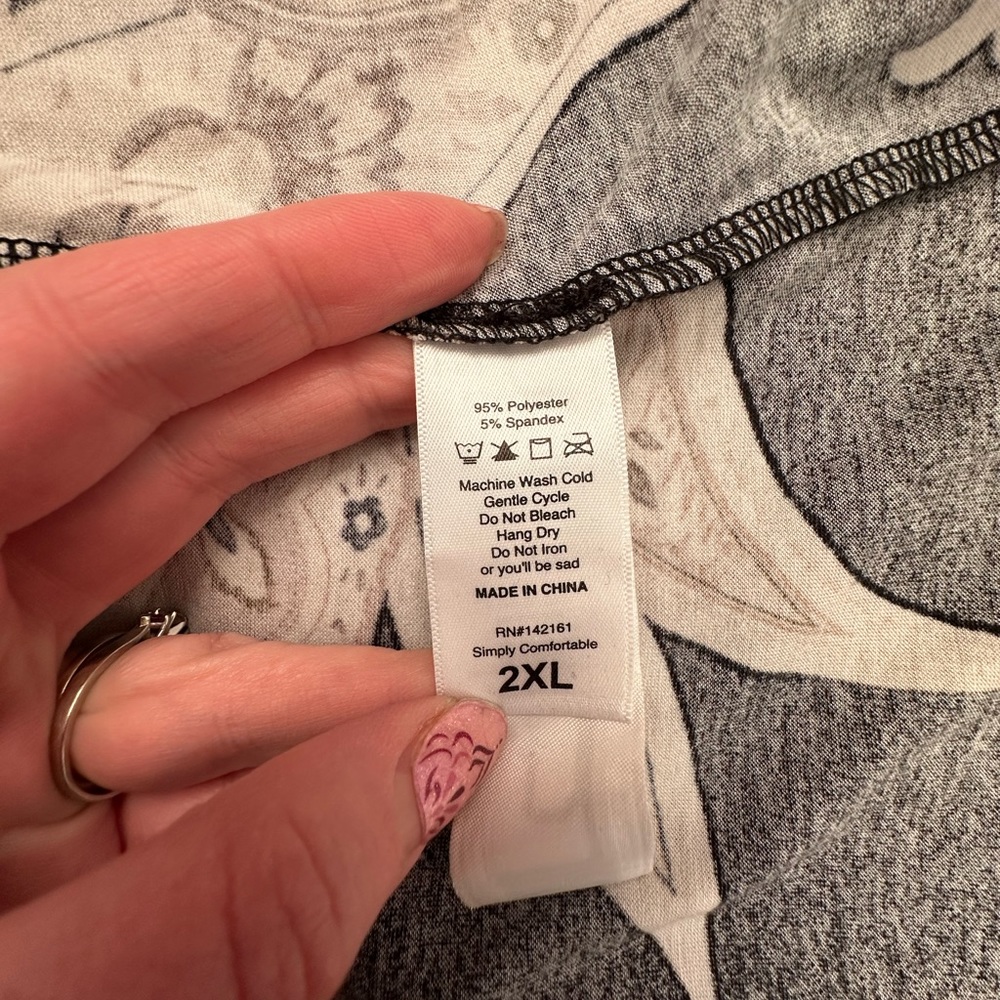 95% Polyester
5% Spandex
Machine Wash Cold
Gentle Cycle
Do Not Bleach
Hang Dry
Do Not Iron
or you'll be sad
MADE IN CHINA
RN#142161
Simply Comfortable
2XL